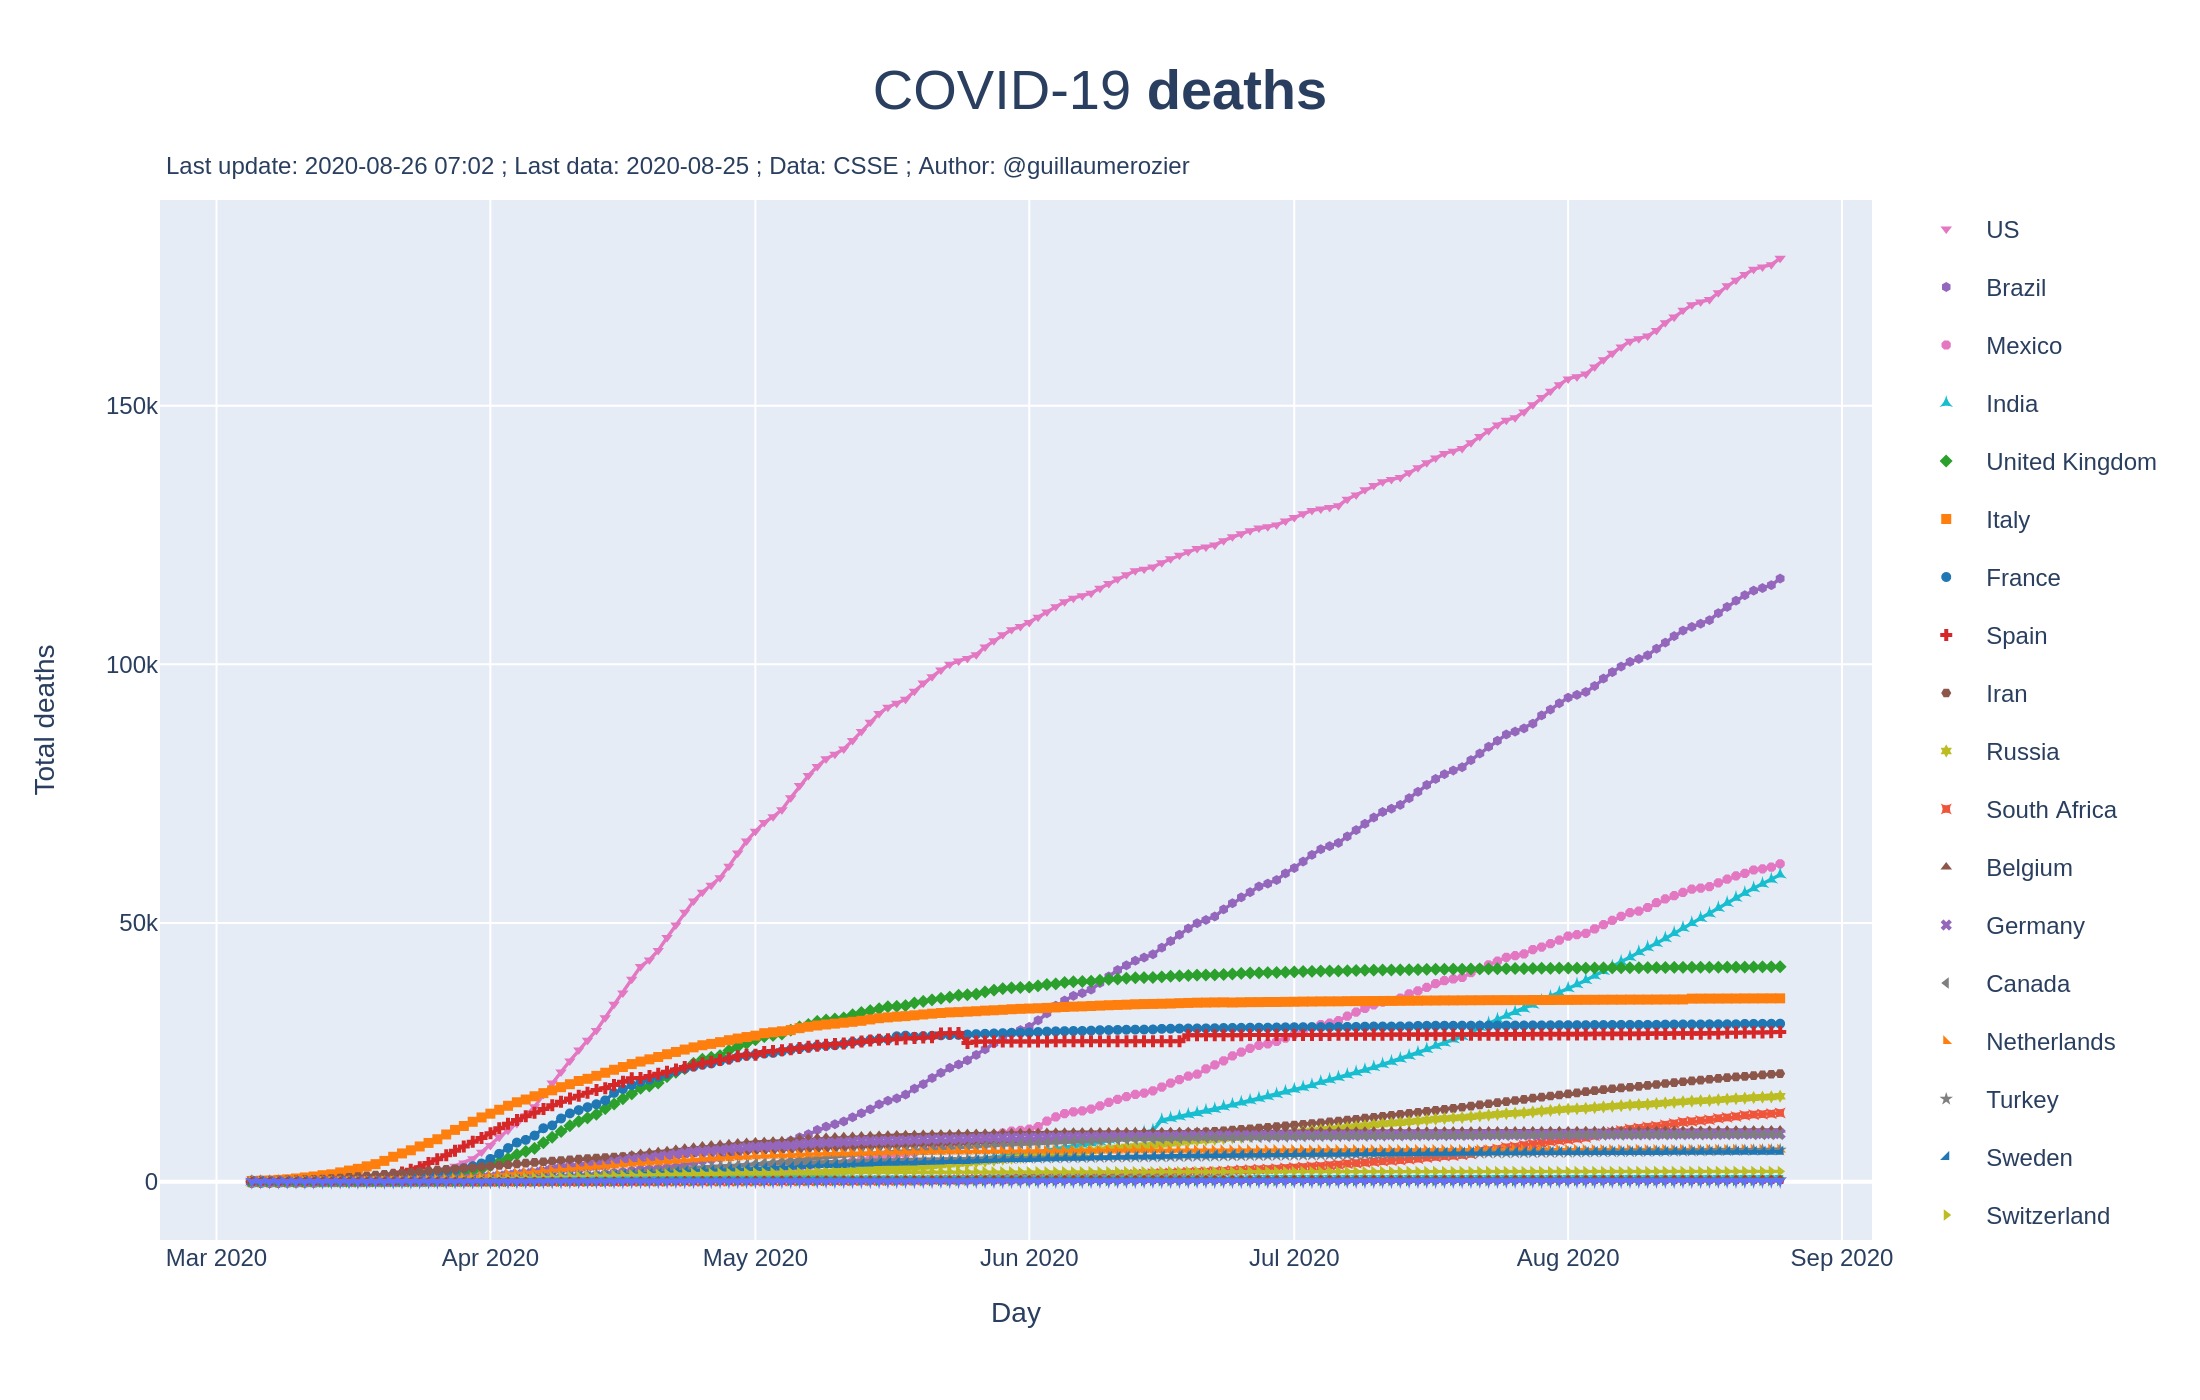 COVID-19 deaths
Last update: 2020-08-26 07:02 ; Last data: 2020-08-25 ; Data: CSSE ; Author: @guillaumerozier
Total deaths
150k
100k
50k
0
Mar 2020
Apr 2020
May 2020
Jun 2020
Jul 2020
Aug 2020
Sep 2020
Day
US
Brazil
Mexico
India
United Kingdom
Italy
France
Spain
Iran
Russia
South Africa
Belgium
Germany
Canada
Netherlands
Turkey
Sweden
Switzerland